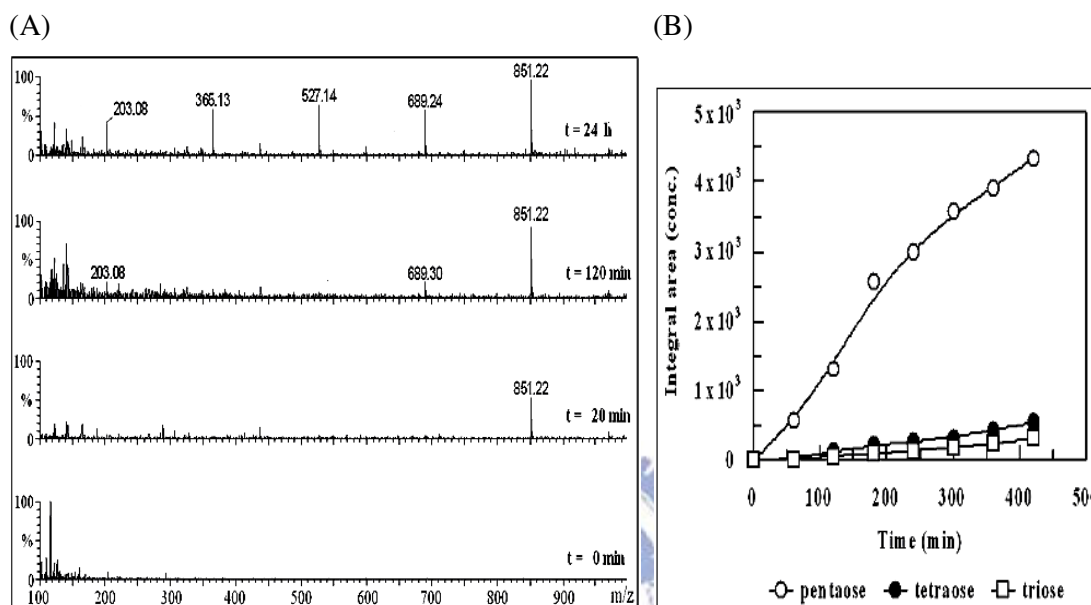 (A)
100
%
0
203.08
365.13
527.14
689.24
851.22
t = 24 h
100
%
0
203.08
689.30
851.22
t = 120 min
100
%
0
851.22
t = 20 min
100
%
0
t = 0 min
100 200 300 400 500 600 700 800 900 m/z
(B)
5 x 10³
4 x 10³
3 x 10³
2 x 10³
1 x 10³
0
Integral area (conc.)
0 100 200 300 400 50
Time (min)
pentaose tetraose triose